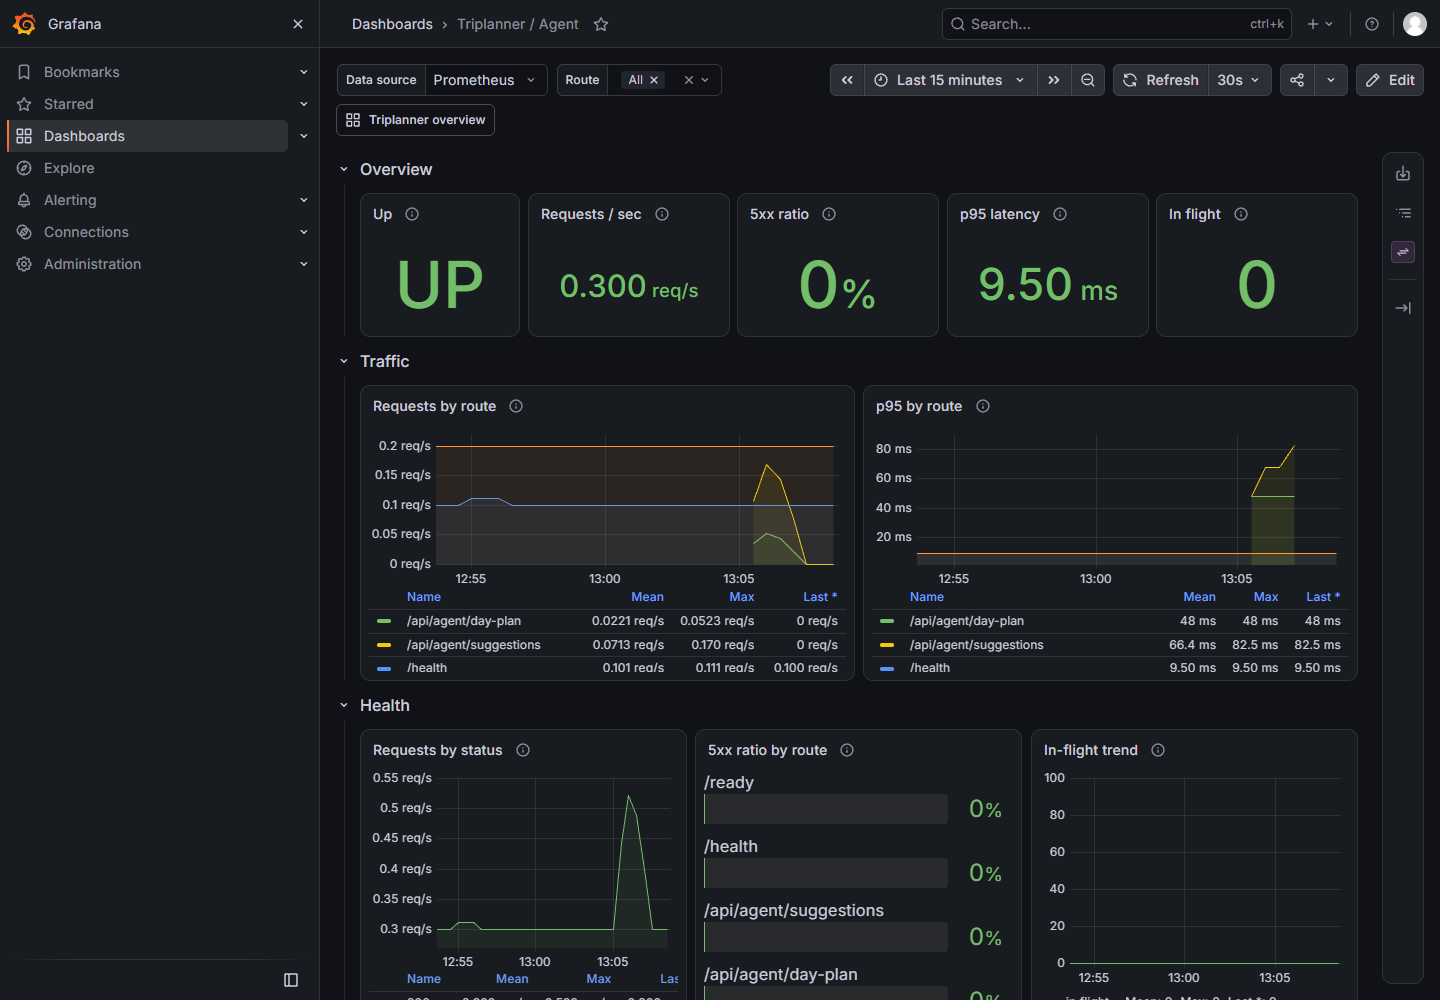 Grafana
Dashboards › Triplanner / Agent
Search...
ctrl+k
Bookmarks
Starred
Dashboards
Explore
Alerting
Connections
Administration
Data source
Prometheus
Route
All
Last 15 minutes
Refresh
30s
Edit
Triplanner overview
Overview
Up
UP
Requests / sec
0.300 req/s
5xx ratio
0%
p95 latency
9.50 ms
In flight
0
Traffic
Requests by route
0.2 req/s
0.15 req/s
0.1 req/s
0.05 req/s
0 req/s
12:55 13:00 13:05
Name Mean Max Last *
/api/agent/day-plan 0.0221 req/s 0.0523 req/s 0 req/s
/api/agent/suggestions 0.0713 req/s 0.170 req/s 0 req/s
/health 0.101 req/s 0.111 req/s 0.100 req/s
p95 by route
80 ms
60 ms
40 ms
20 ms
12:55 13:00 13:05
Name Mean Max Last *
/api/agent/day-plan 48 ms 48 ms 48 ms
/api/agent/suggestions 66.4 ms 82.5 ms 82.5 ms
/health 9.50 ms 9.50 ms 9.50 ms
Health
Requests by status
0.55 req/s
0.5 req/s
0.45 req/s
0.4 req/s
0.35 req/s
0.3 req/s
12:55 13:00 13:05
Name Mean Max Las
5xx ratio by route
/ready
0%
/health
0%
/api/agent/suggestions
0%
/api/agent/day-plan
0%
In-flight trend
100
80
60
40
20
0
12:55 13:00 13:05